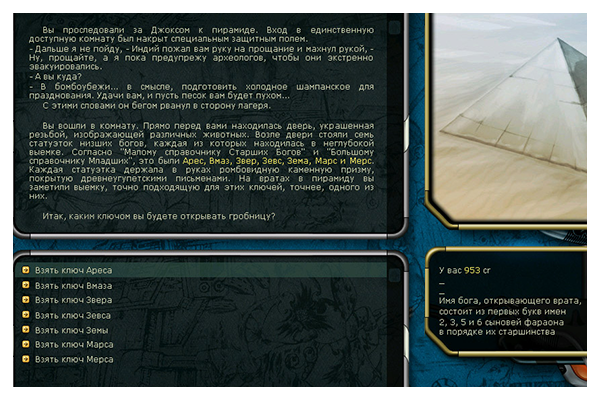 Вы проследовали за Джоксом к пирамиде. Вход в единственную
доступную комнату был накрыт специальным защитным полем.
- Дальше я не пойду, - Индий пожал вам руку на прощание и махнул рукой, -
Ну, прощайте, а я пока предупрежу археологов, чтобы они экстренно
эвакуировались.
- А вы куда?
- В бомбоубежи... в смысле, подготовить холодное шампанское для
празднования. Удачи вам, и пусть песок вам будет пухом...
С этими словами он бегом рванул в сторону лагеря.
Вы вошли в комнату. Прямо перед вами находилась дверь, украшенная
резьбой, изображающей различных животных. Возле двери стояли семь
статуэток низших богов, каждая из которых находилась в неглубокой
выемке. Согласно "Малому справочнику Старших Богов" и "Большому
справочнику Младших", это были Арес, Вмаз, Звер, Зевс, Зема, Марс и Мерс.
Каждая статуэтка держала в руках ромбовидную каменную призму,
покрытую древнеугупетскими письменами. На вратах в пирамиду вы
заметили выемку, точно подходящую для этих ключей, точнее, одного из
них.
Итак, каким ключом вы будете открывать гробницу?
Взять ключ Ареса
Взять ключ Вмаза
Взять ключ Звера
Взять ключ Зевса
Взять ключ Земы
Взять ключ Марса
Взять ключ Мерса
У вас 953 cr
_
_
Имя бога, открывающего врата,
состоит из первых букв имен
2, 3, 5 и 6 сыновей фараона
в порядке их старшинства